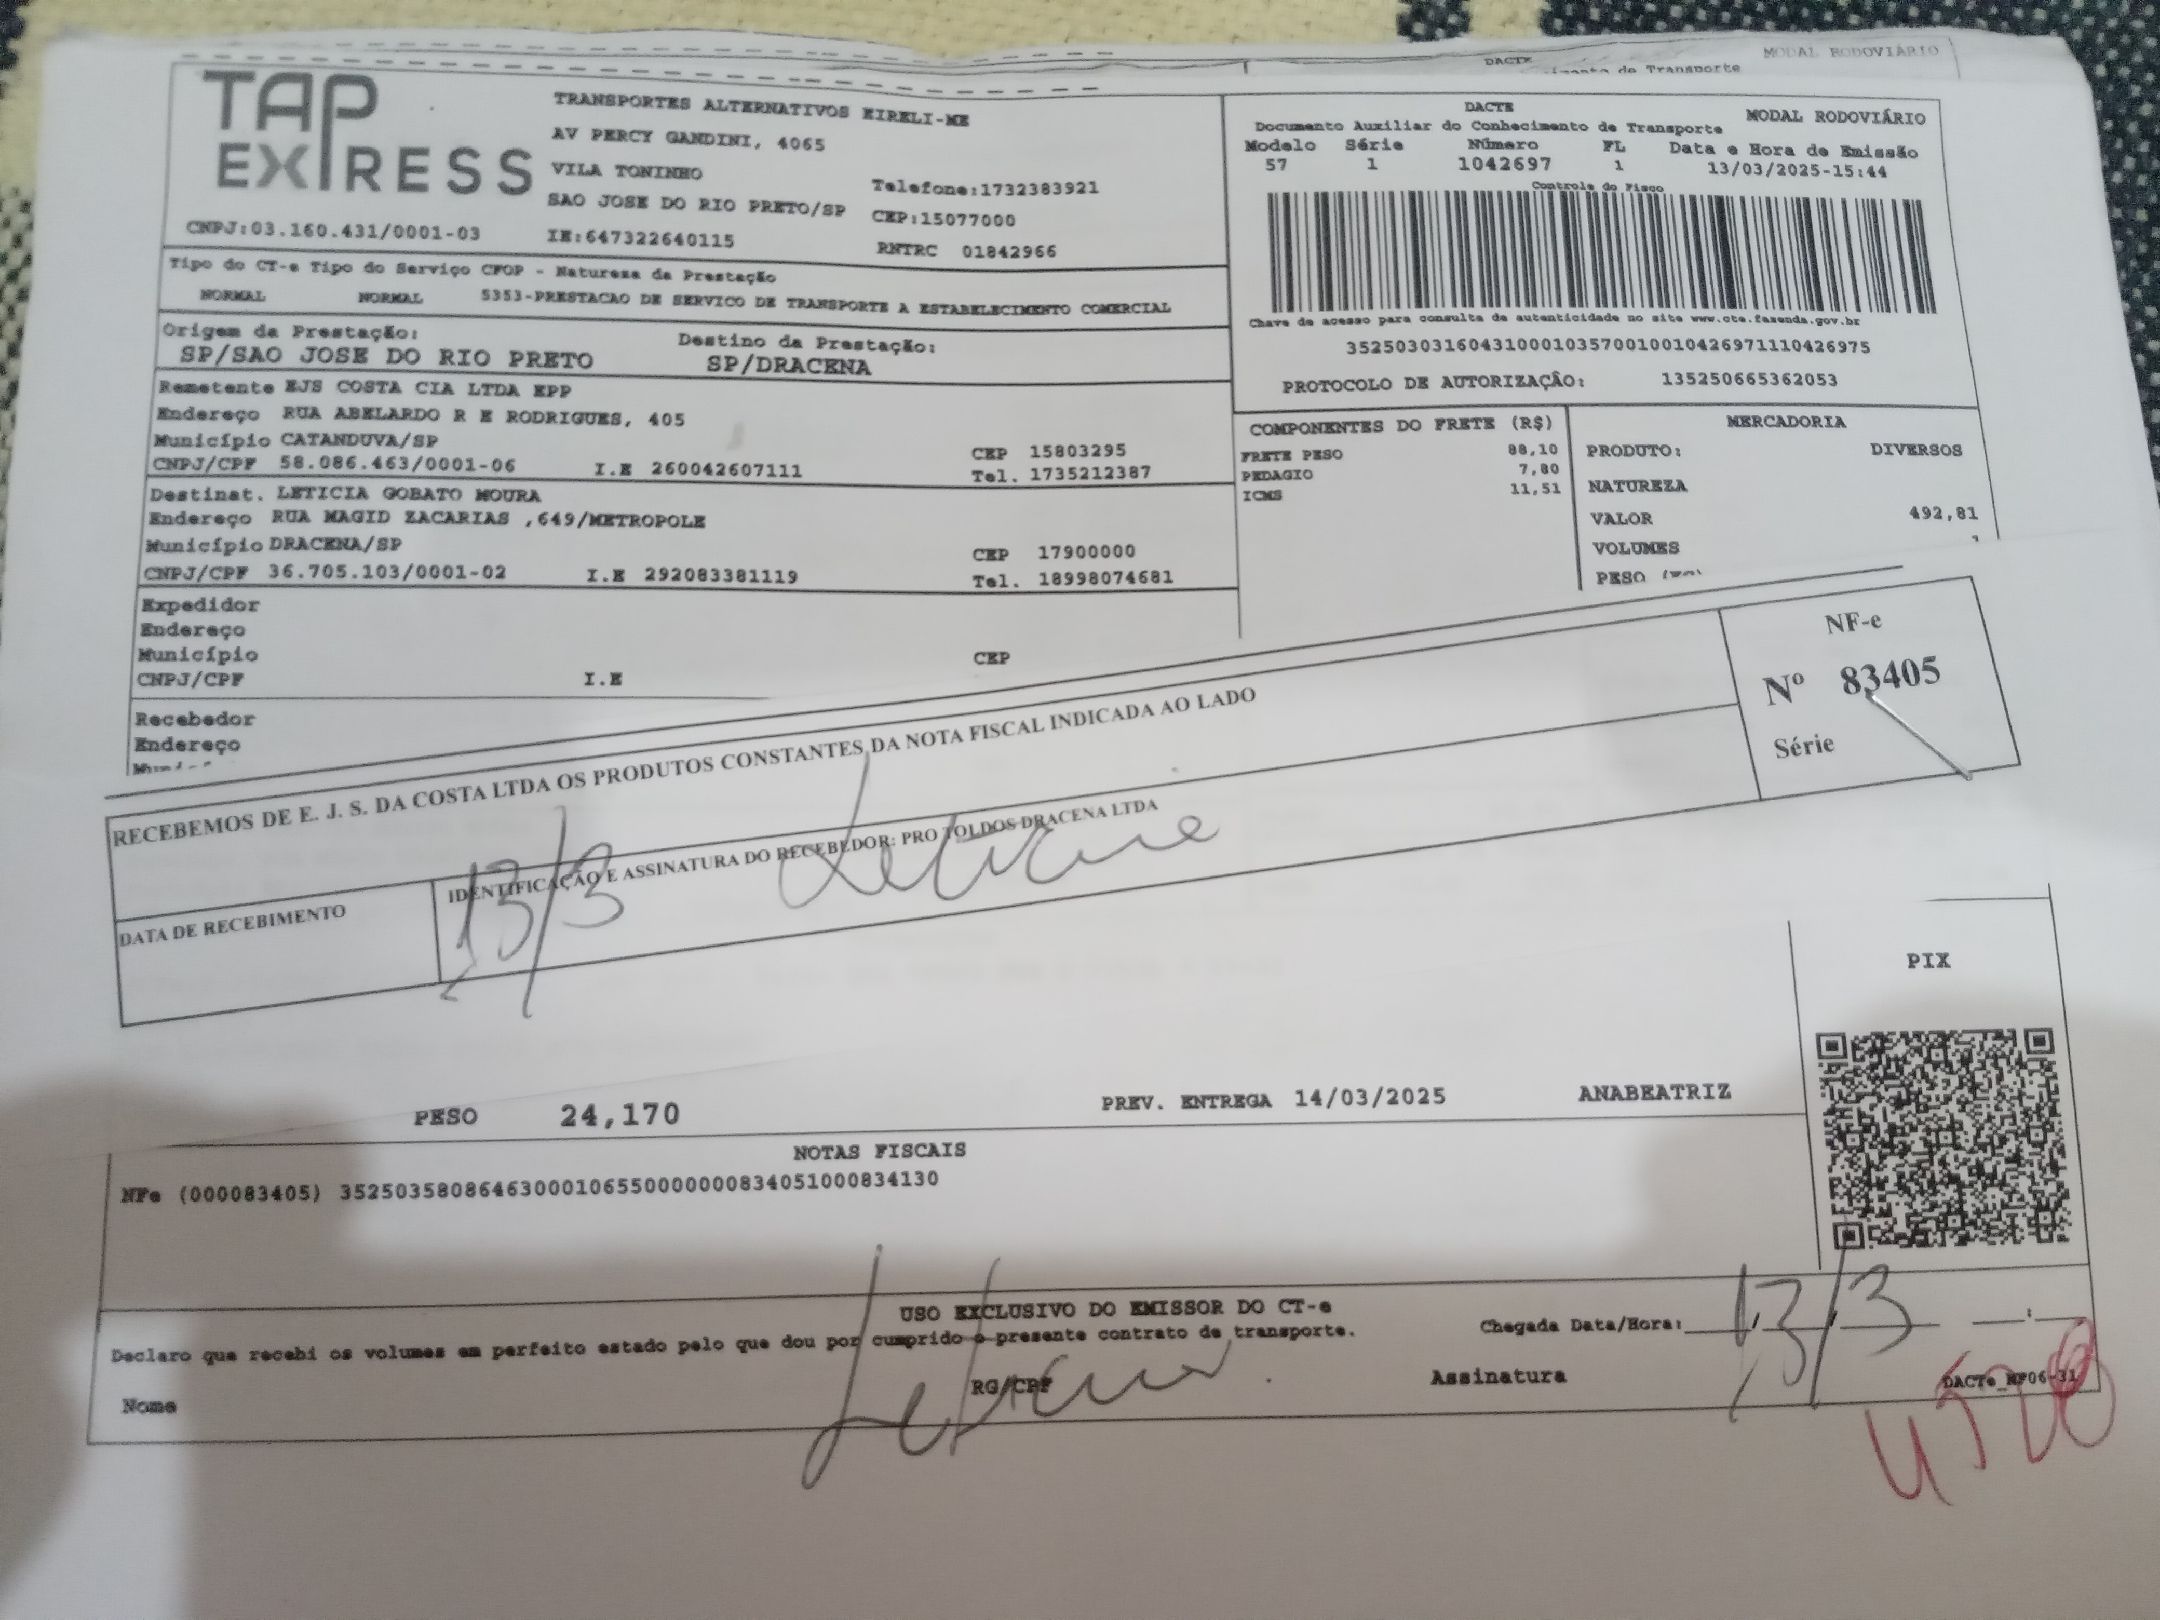 MODAL RODOVIÁRIO
DACTE
de Transporte
TAP EXPRESS
TRANSPORTES ALTERNATIVOS EIRELI-ME
AV PERCY GANDINI, 4065
VILA TONINHO
Telefone:1732383921
SAO JOSE DO RIO PRETO/SP CEP:15077000
CNPJ:03.160.431/0001-03 IE:647322640115 RNTRC 01842966
DACTE MODAL RODOVIÁRIO
Documento Auxiliar do Conhecimento de Transporte
Modelo Série Número FL Data e Hora de Emissão
57 1 1042697 1 13/03/2025-15:44
Controle do Fisco
Chave de acesso para consulta de autenticidade no site www.cte.fazenda.gov.br
35250303160431000103570010010426971110426975
PROTOCOLO DE AUTORIZAÇÃO: 135250665362053
Tipo do CT-e Tipo do Serviço CFOP - Natureza da Prestação
NORMAL NORMAL 5353-PRESTACAO DE SERVICO DE TRANSPORTE A ESTABELECIMENTO COMERCIAL
Origem da Prestação: Destino da Prestação:
SP/SAO JOSE DO RIO PRETO SP/DRACENA
Remetente EJS COSTA CIA LTDA EPP
Endereço RUA ABELARDO R E RODRIGUES, 405
Município CATANDUVA/SP CEP 15803295
CNPJ/CPF 58.086.463/0001-06 I.E 260042607111 Tel. 1735212387
Destinat. LETICIA GOBATO MOURA
Endereço RUA MAGID ZACARIAS ,649/METROPOLE
Município DRACENA/SP CEP 17900000
CNPJ/CPF 36.705.103/0001-02 I.E 292083381119 Tel. 18998074681
Expedidor
Endereço
Município CEP
CNPJ/CPF I.E
Recebedor
Endereço
COMPONENTES DO FRETE (R$)
FRETE PESO 88,10
PEDAGIO 7,80
ICMS 11,51
MERCADORIA
PRODUTO: DIVERSOS
NATUREZA
VALOR 492,81
VOLUMES 1
PESO
RECEBEMOS DE E. J. S. DA COSTA LTDA OS PRODUTOS CONSTANTES DA NOTA FISCAL INDICADA AO LADO
NF-e
Nº 83405
Série
DATA DE RECEBIMENTO
IDENTIFICAÇÃO E ASSINATURA DO RECEBEDOR: PRO TOLDOS DRACENA LTDA
13/3
PIX
PESO 24,170 PREV. ENTREGA 14/03/2025 ANABEATRIZ
NOTAS FISCAIS
NFe (000083405) 35250358086463000106550000000834051000834130
USO EXCLUSIVO DO EMISSOR DO CT-e
Declaro que recebi os volumes em perfeito estado pelo que dou por cumprido o presente contrato de transporte.
Chegada Data/Hora: 13/3
Nome RG/CPF Assinatura
DACTe_RP06-31